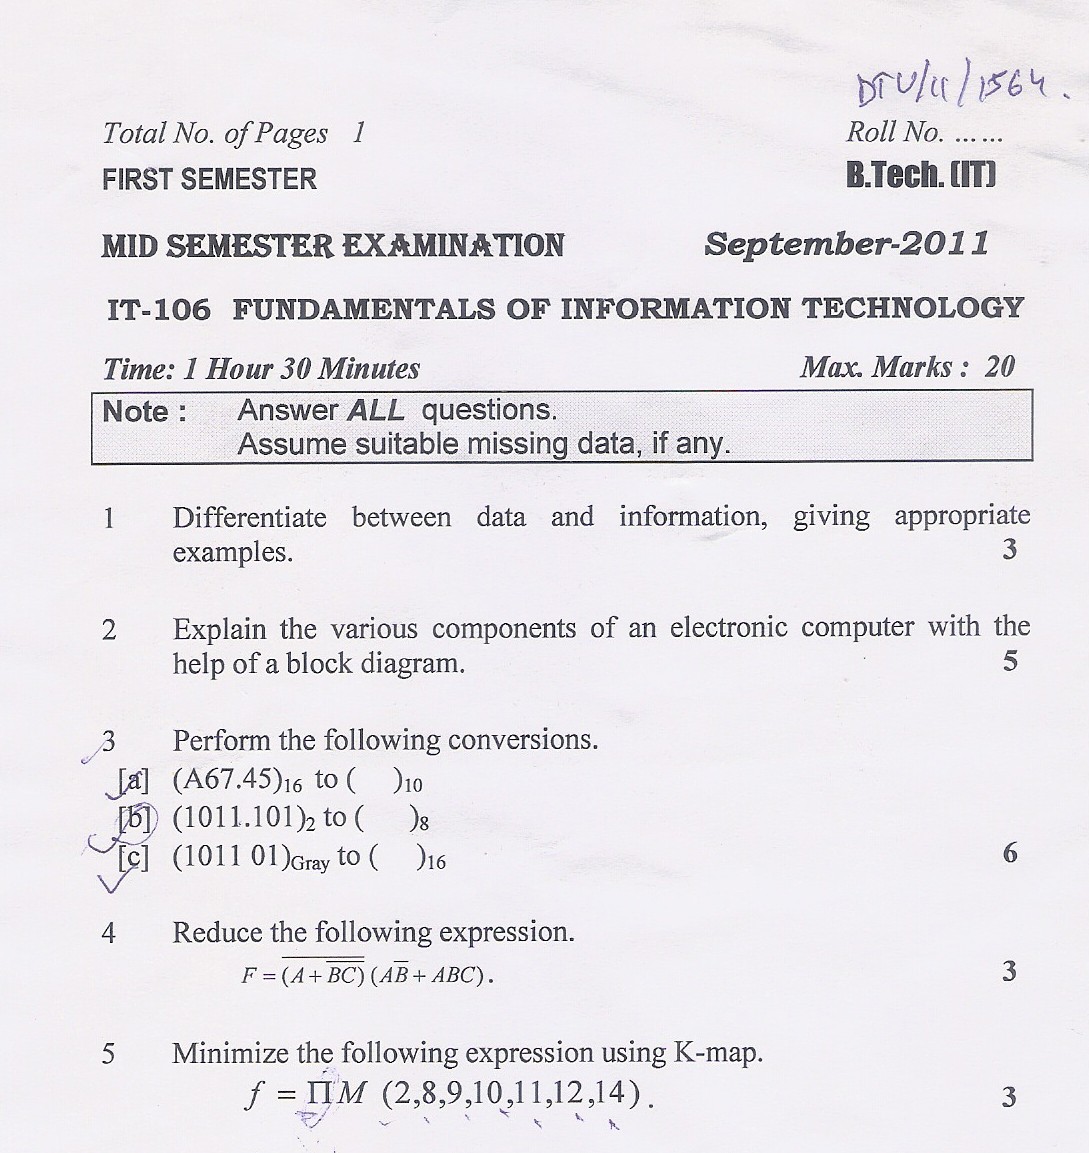 DTU/11/1564.
Total No. of Pages 1 Roll No. ......
FIRST SEMESTER B.Tech. (IT)
MID SEMESTER EXAMINATION September-2011
IT-106 FUNDAMENTALS OF INFORMATION TECHNOLOGY
Time: 1 Hour 30 Minutes Max. Marks : 20
Note : Answer ALL questions.
Assume suitable missing data, if any.
1 Differentiate between data and information, giving appropriate
examples. 3
2 Explain the various components of an electronic computer with the
help of a block diagram. 5
3 Perform the following conversions.
[a] (A67.45)₁₆ to ( )₁₀
[b] (1011.101)₂ to ( )₈
[c] (1011 01)Gray to ( )₁₆ 6
4 Reduce the following expression.
F = \overline{(A + \overline{BC})} (A\overline{B} + ABC). 3
5 Minimize the following expression using K-map.
f = ΠM (2,8,9,10,11,12,14). 3